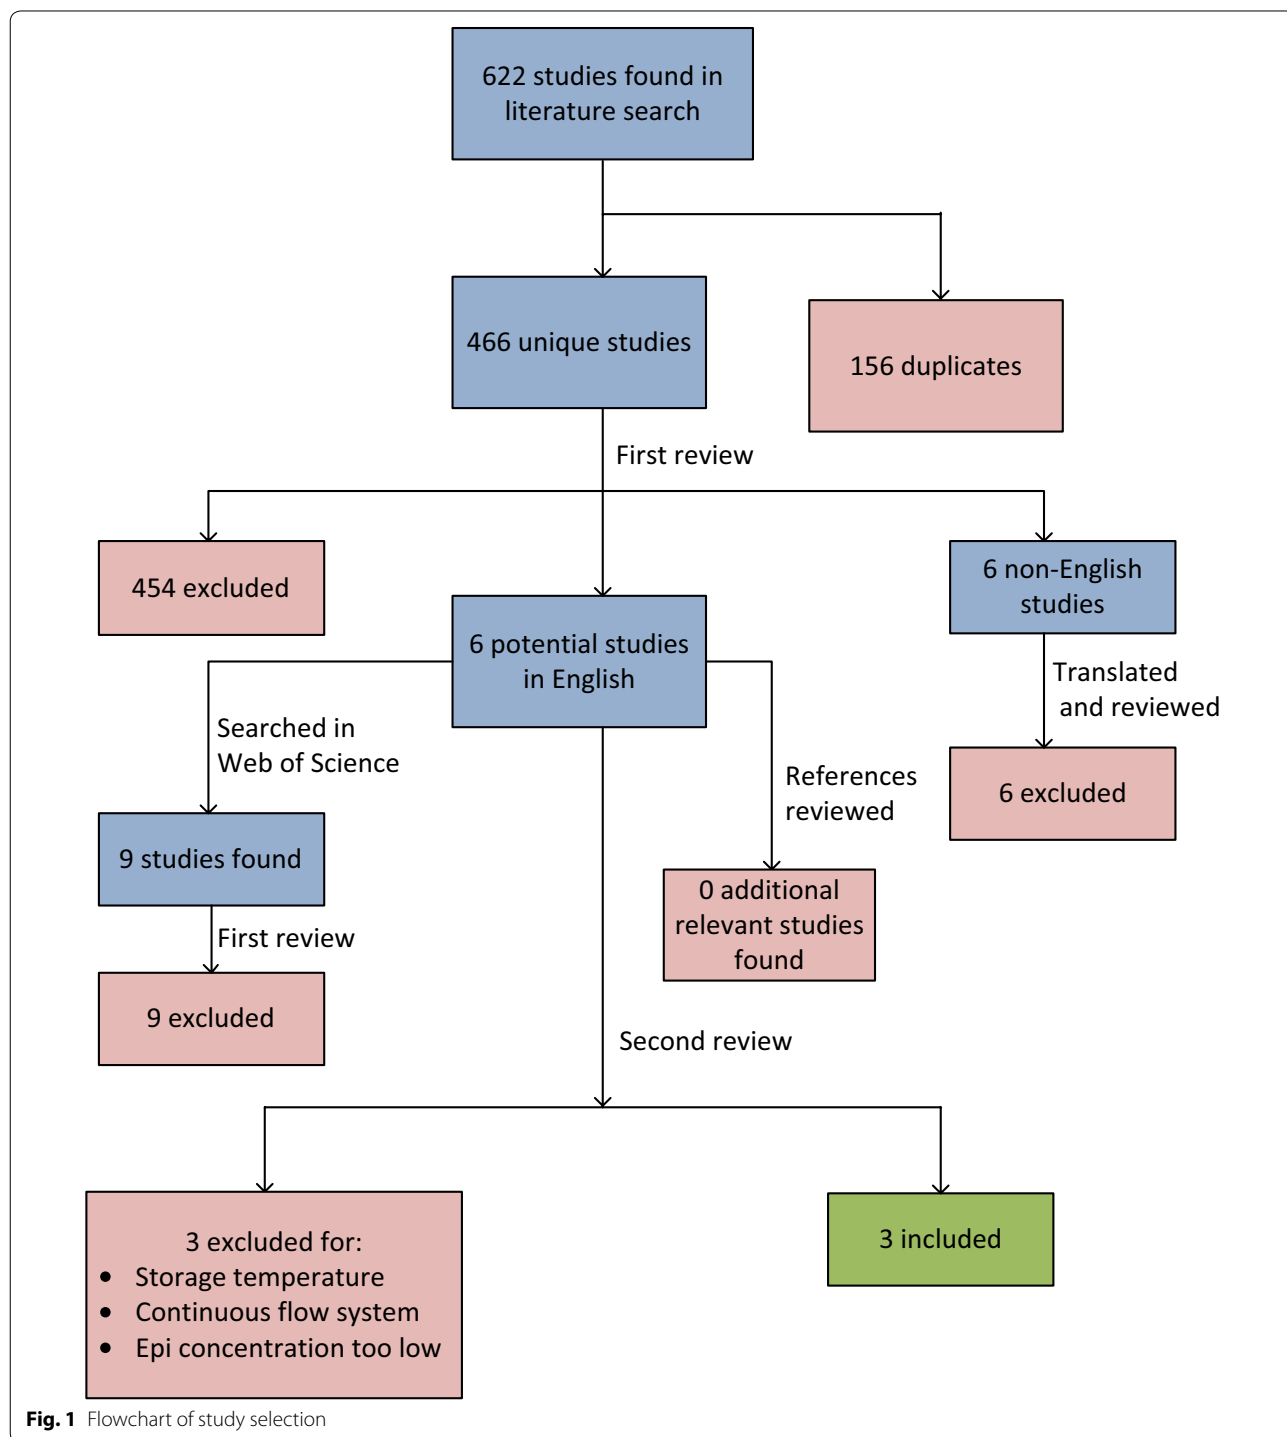 622 studies found in
literature search
466 unique studies
156 duplicates
First review
454 excluded
6 potential studies
in English
6 non-English
studies
Translated
and reviewed
6 excluded
Searched in
Web of Science
9 studies found
First review
9 excluded
References
reviewed
0 additional
relevant studies
found
Second review
3 excluded for:
• Storage temperature
• Continuous flow system
• Epi concentration too low
3 included
Fig. 1 Flowchart of study selection